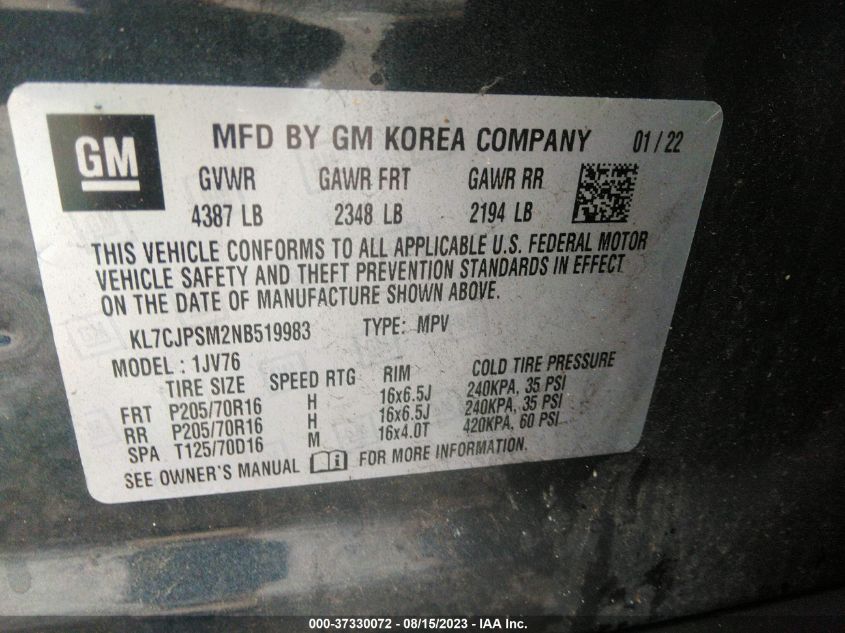 GM
MFD BY GM KOREA COMPANY 01 / 22
GVWR GAWR FRT GAWR RR
4387 LB 2348 LB 2194 LB
THIS VEHICLE CONFORMS TO ALL APPLICABLE U.S. FEDERAL MOTOR
VEHICLE SAFETY AND THEFT PREVENTION STANDARDS IN EFFECT
ON THE DATE OF MANUFACTURE SHOWN ABOVE.
KL7CJPSM2NB519983 TYPE: MPV
MODEL : 1JV76
TIRE SIZE SPEED RTG RIM COLD TIRE PRESSURE
FRT P205/70R16 H 16x6.5J 240KPA, 35 PSI
RR P205/70R16 H 16x6.5J 240KPA, 35 PSI
SPA T125/70D16 M 16x4.0T 420KPA, 60 PSI
SEE OWNER'S MANUAL FOR MORE INFORMATION.
000-37330072 - 08/15/2023 - IAA Inc.